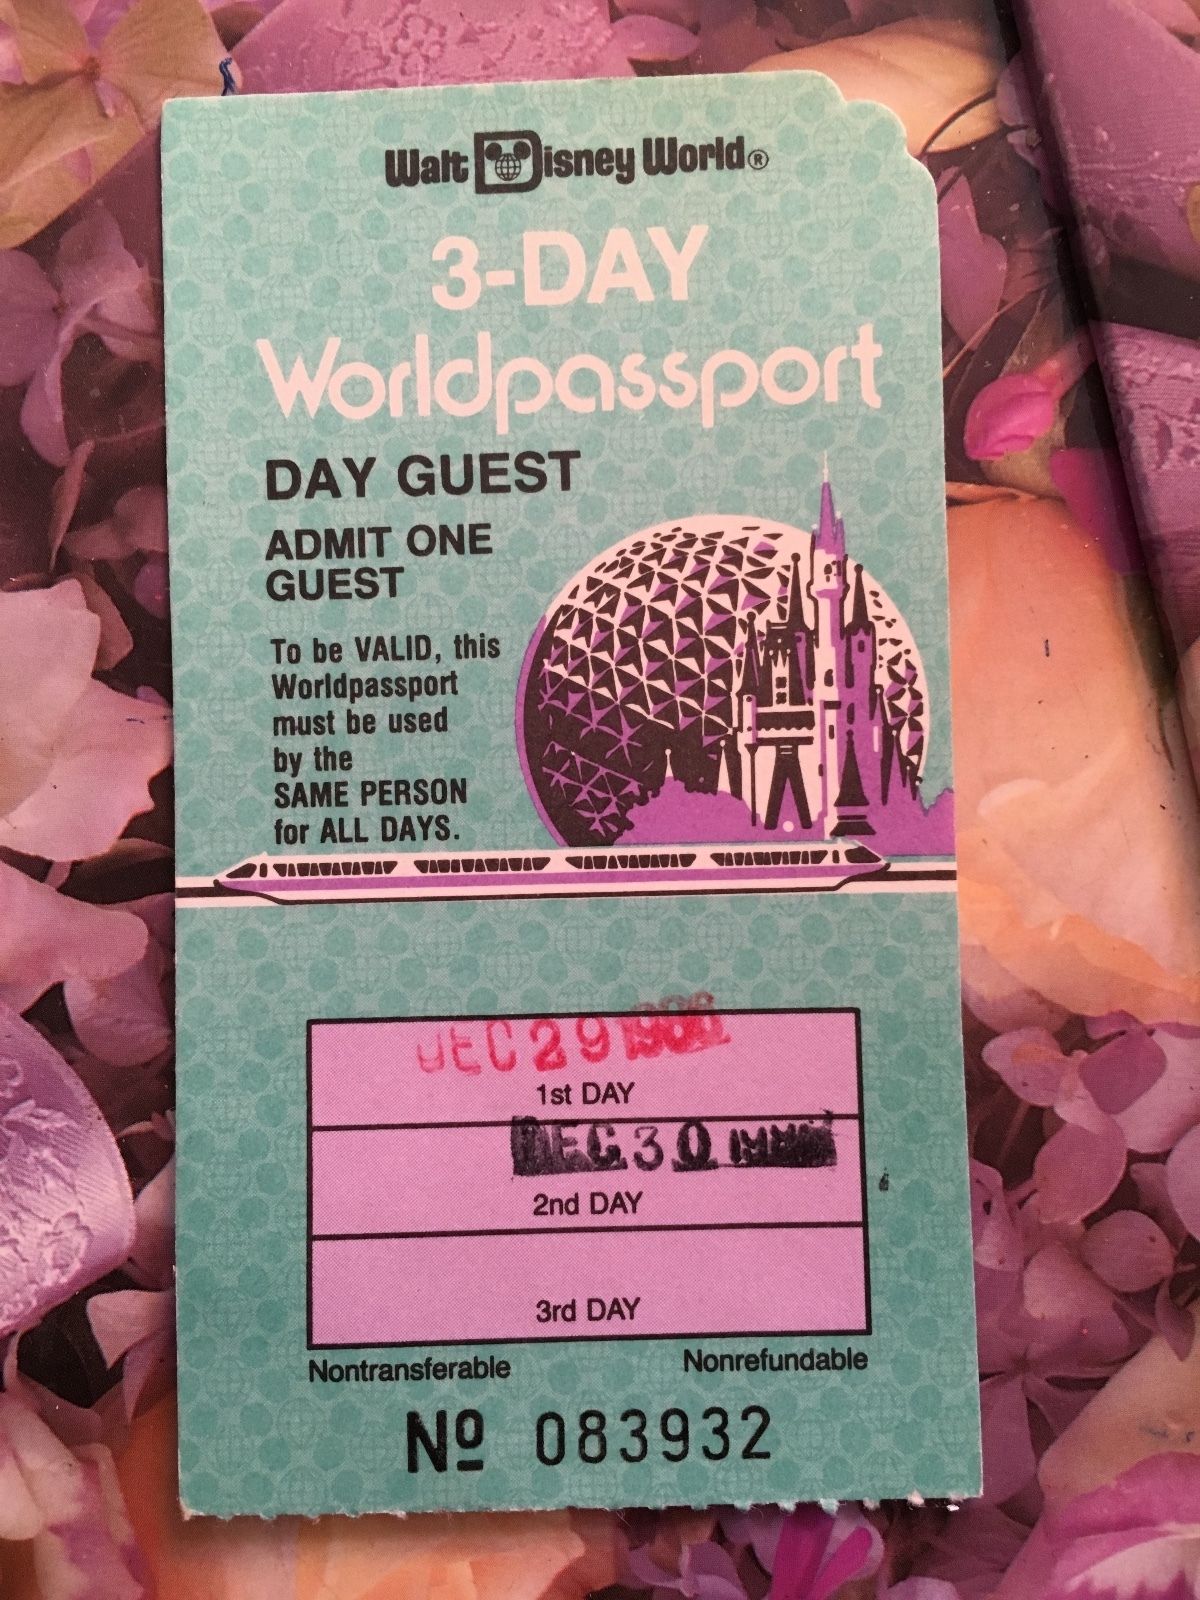 Walt Disney World®
3-DAY
Worldpassport
DAY GUEST
ADMIT ONE
GUEST
To be VALID, this
Worldpassport
must be used
by the
SAME PERSON
for ALL DAYS.
DEC 29
1st DAY
DEC 30
2nd DAY
3rd DAY
Nontransferable Nonrefundable
Nº 083932